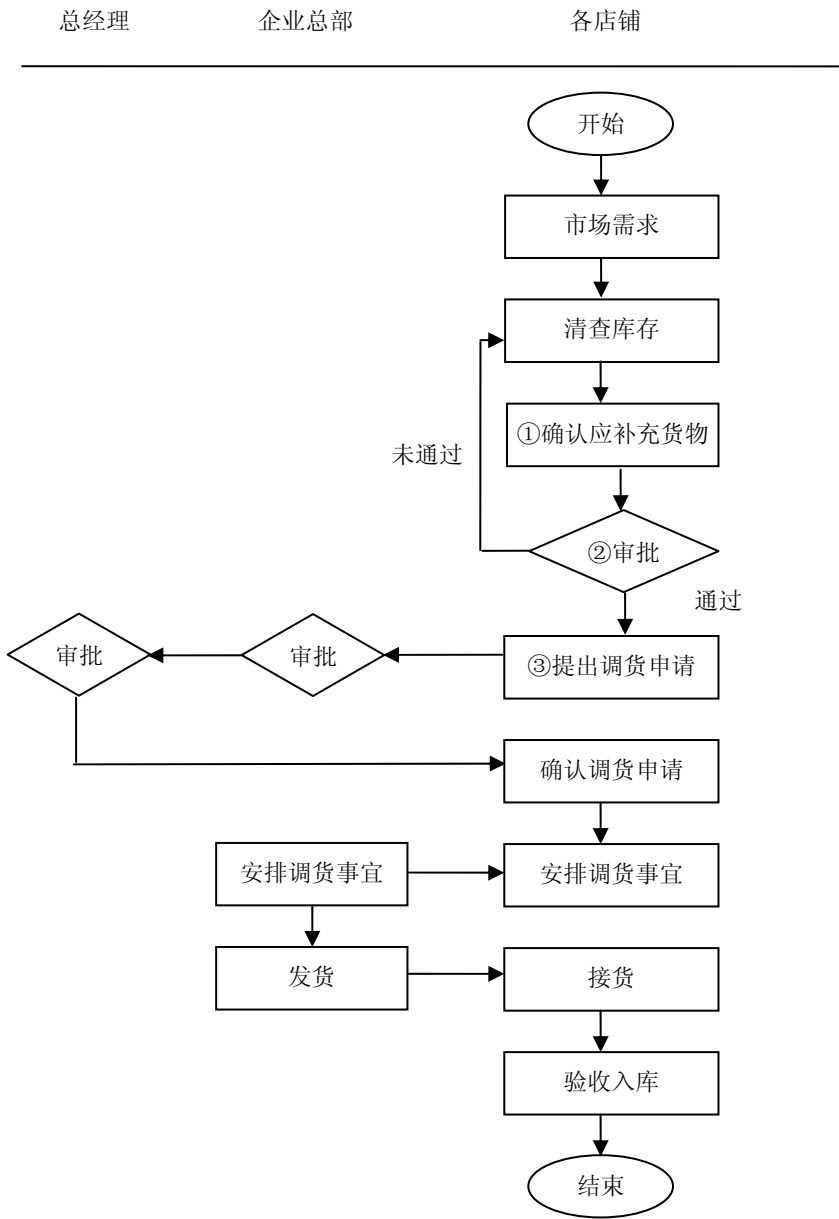 总经理 企业总部 各店铺
开始
市场需求
清查库存
①确认应补充货物
未通过
②审批
通过
审批 审批 ③提出调货申请
确认调货申请
安排调货事宜 安排调货事宜
发货 接货
验收入库
结束